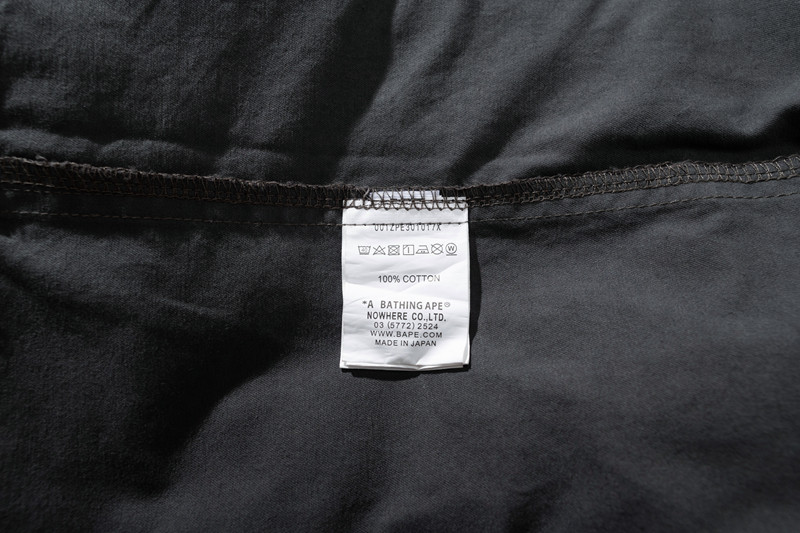 001ZPE301017X
100% COTTON
"A BATHING APE®
NOWHERE CO.,LTD.
03 (5772) 2524
WWW.BAPE.COM
MADE IN JAPAN